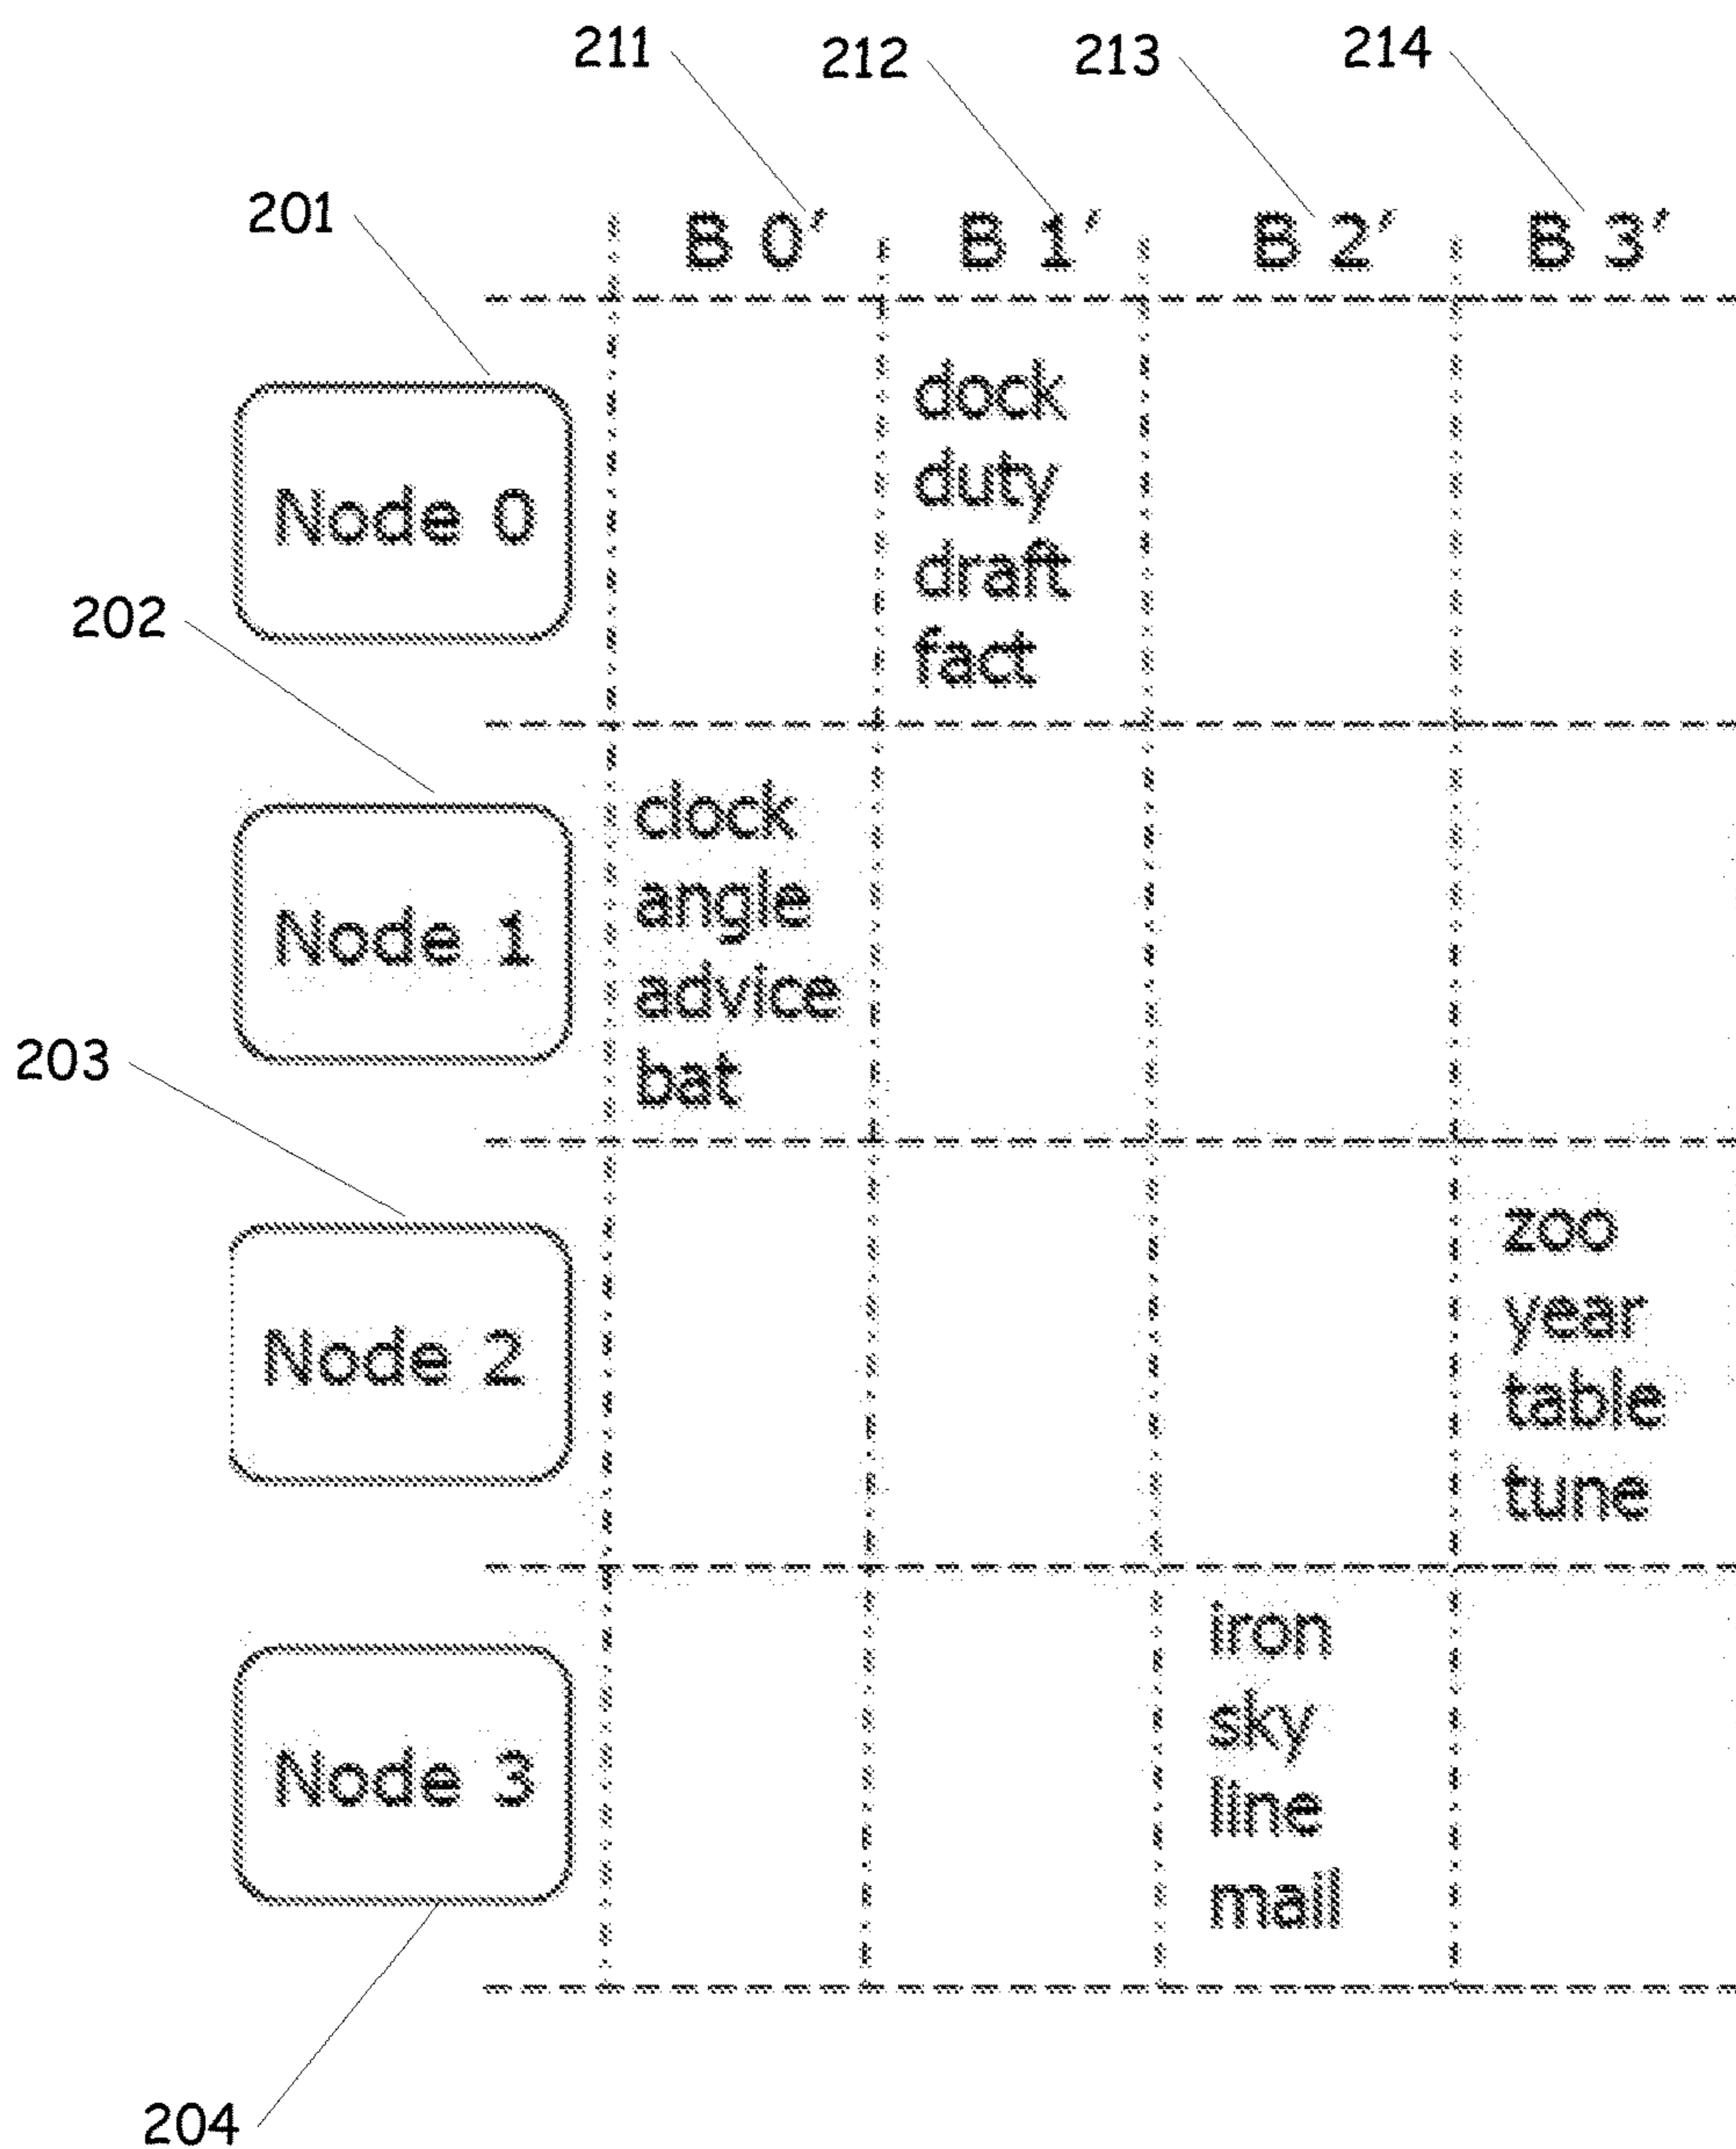 211 212 213 214
201
B 0′ B 1′ B 2′ B 3′
Node 0
dock
duty
draft
fact
202
Node 1
clock
angle
advice
bat
203
Node 2
zoo
year
table
tune
Node 3
iron
sky
line
mail
204